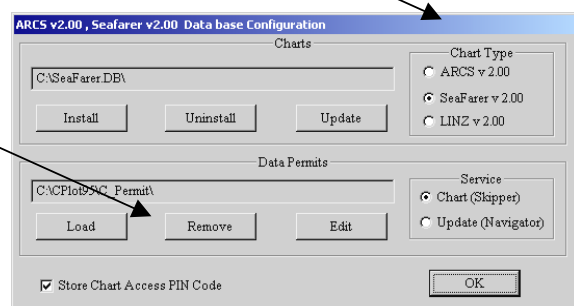 ARCS v2.00 , Seafarer v2.00 Data base Configuration
Charts
C:\SeaFarer.DB\
Install
Uninstall
Update
Chart Type
ARCS v 2.00
SeaFarer v 2.00
LINZ v 2.00
Data Permits
C:\CPlot95\C_Permit\
Load
Remove
Edit
Service
Chart (Skipper)
Update (Navigator)
Store Chart Access PIN Code
OK